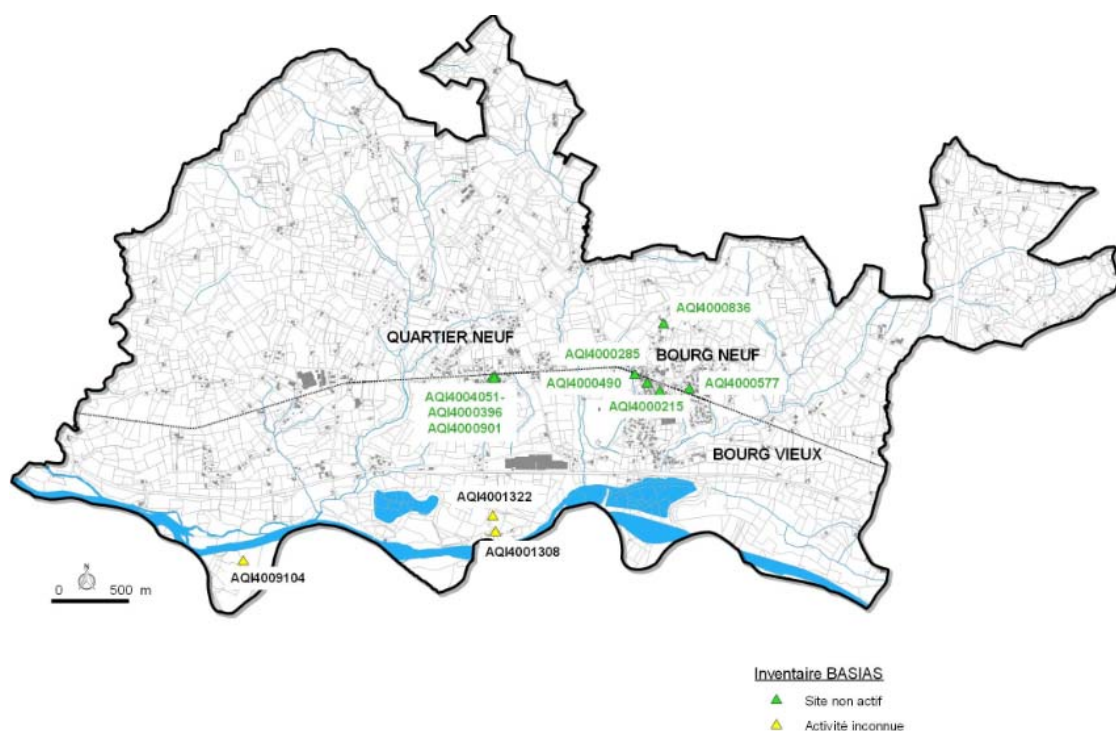 AQI4000836
QUARTIER NEUF
AQI4000285
BOURG NEUF
AQI4000490
AQI4000577
AQI4004051-
AQI4000396
AQI4000901
AQI4000215
BOURG VIEUX
AQI4001322
AQI4001308
AQI4009104
N
0 500 m
Inventaire BASIAS
Site non actif
Activité inconnue